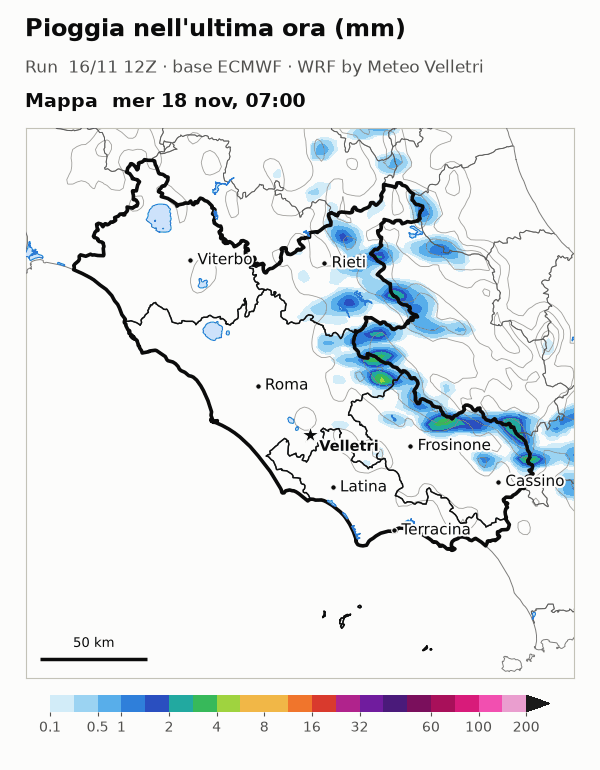 Pioggia nell'ultima ora (mm)
Run  16/11 12Z · base ECMWF · WRF by Meteo Velletri
Mappa  mer 18 nov, 07:00
Viterbo
Rieti
Roma
Velletri
Frosinone
Latina
Cassino
Terracina
50 km
0.1 0.5 1 2 4 8 16 32 60 100 200